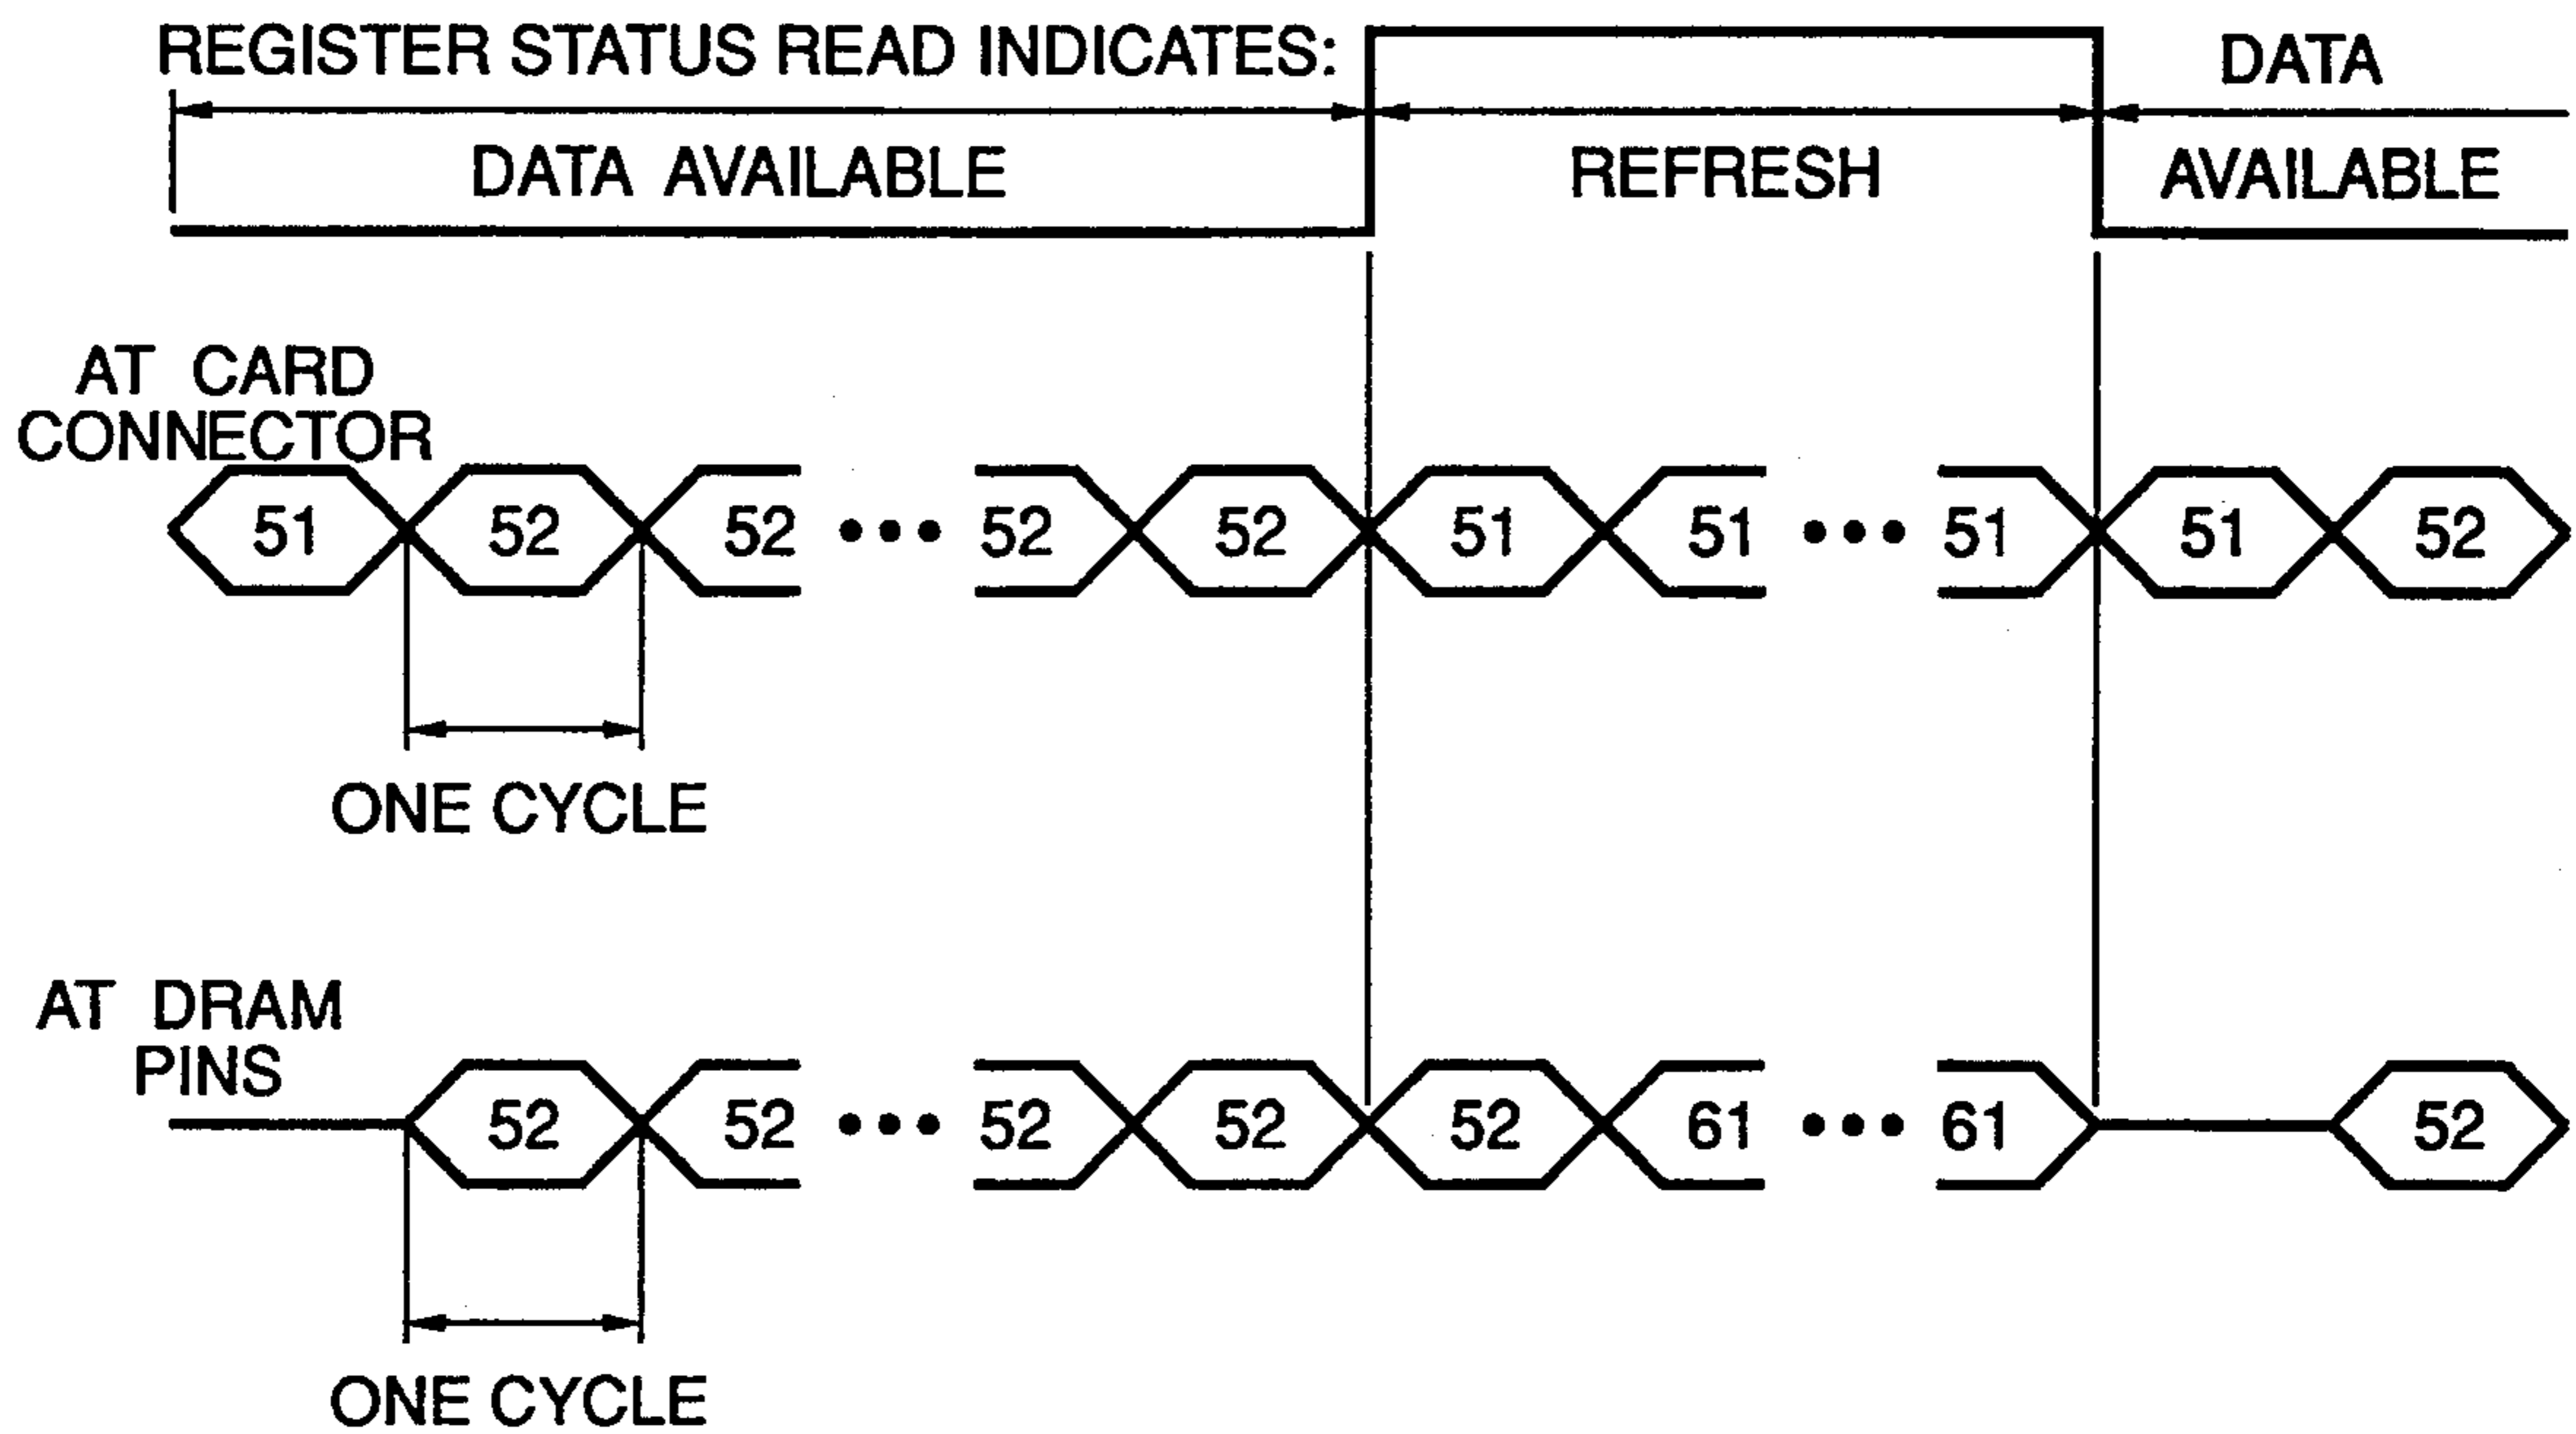 REGISTER STATUS READ INDICATES:
DATA
DATA AVAILABLE
REFRESH
AVAILABLE
AT CARD
CONNECTOR
51 52 52 ••• 52 52 51 51 ••• 51 51 52
ONE CYCLE
AT DRAM
PINS
52 52 ••• 52 52 52 61 ••• 61 52
ONE CYCLE